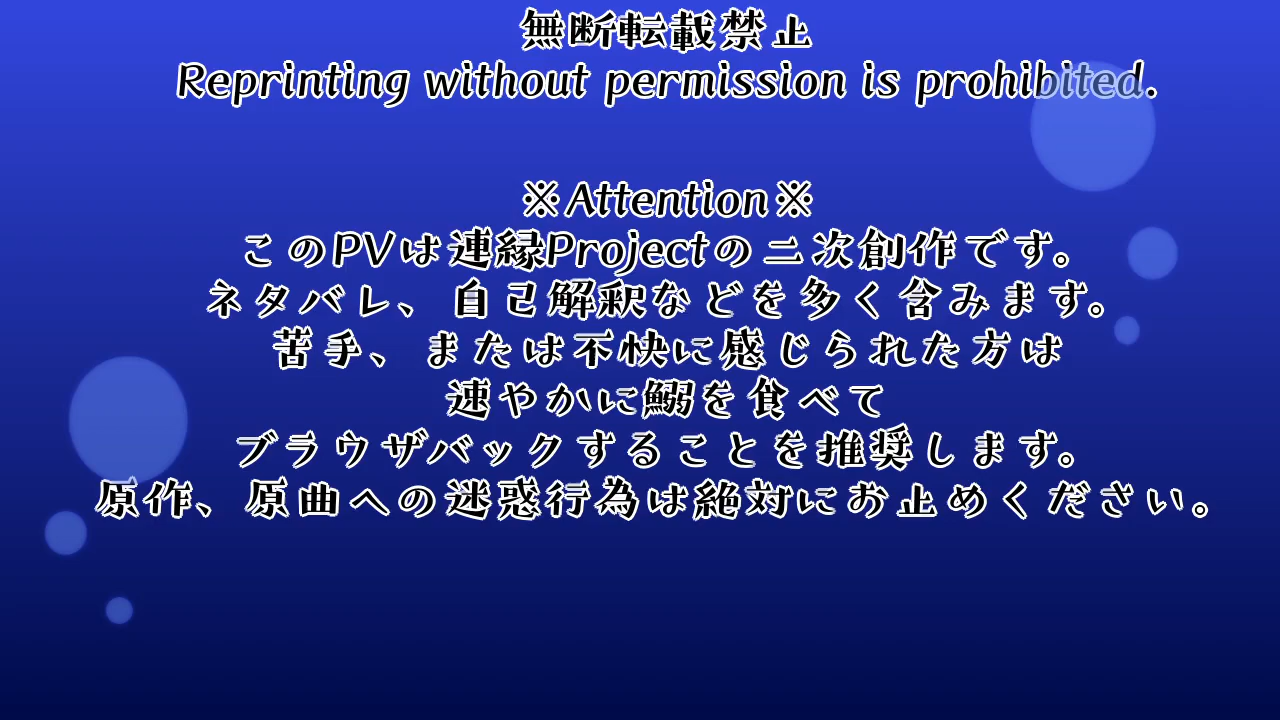 無断転載禁止
Reprinting without permission is prohibited.
※Attention※
このPVは連縁Projectの二次創作です。
ネタバレ、自己解釈などを多く含みます。
苦手、または不快に感じられた方は
速やかに鰯を食べて
ブラウザバックすることを推奨します。
原作、原曲への迷惑行為は絶対にお止めください。